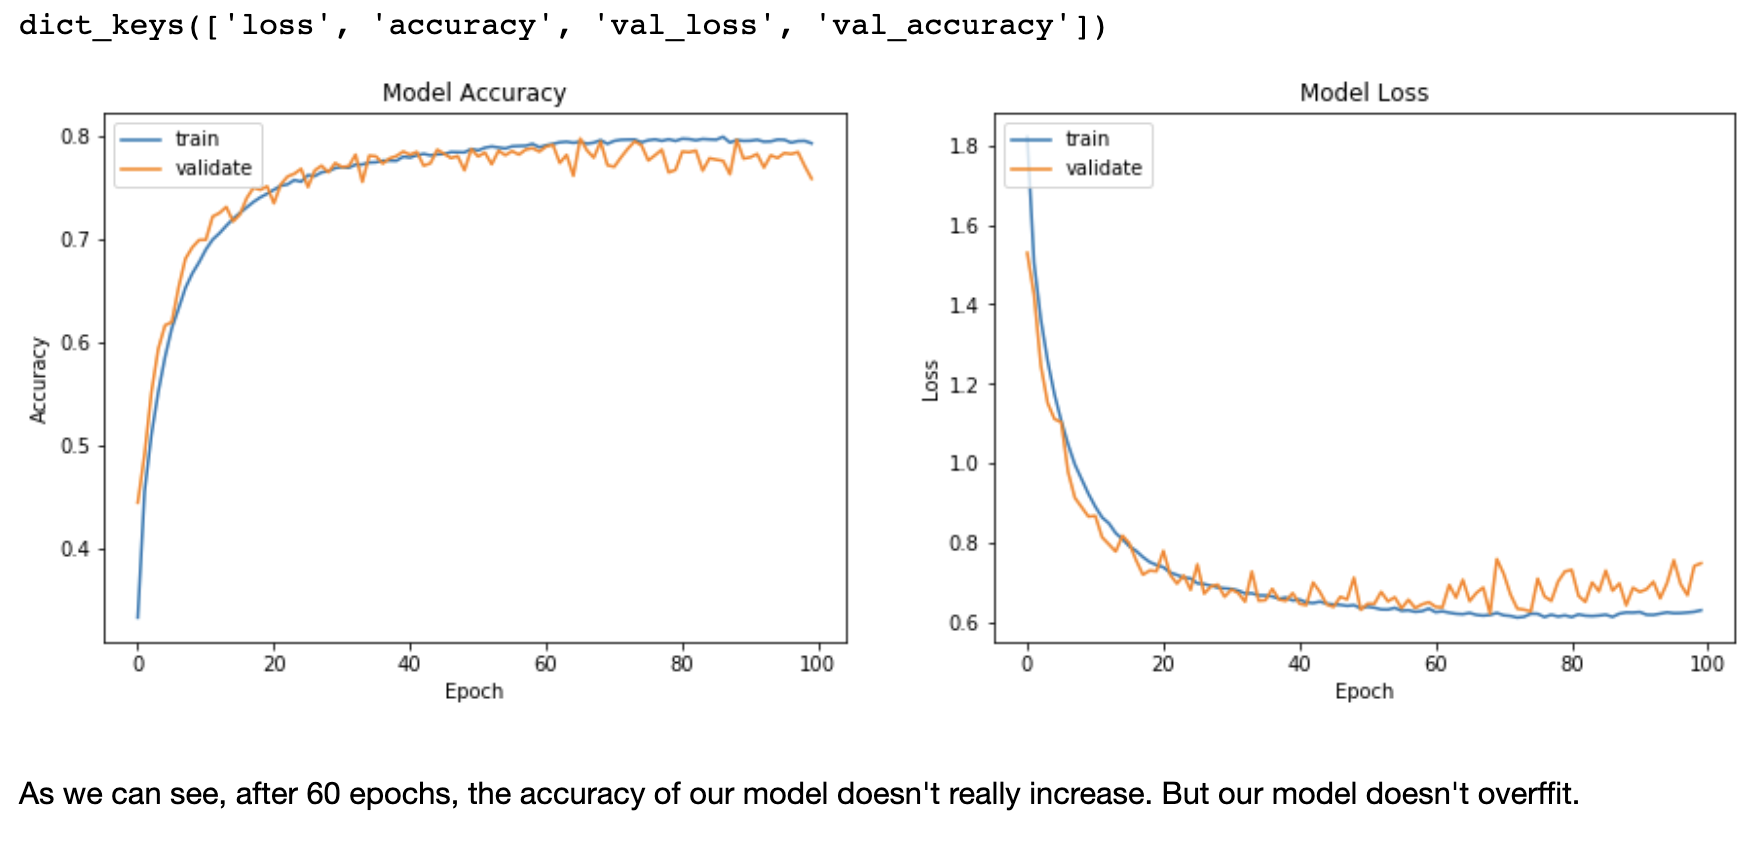 dict_keys(['loss', 'accuracy', 'val_loss', 'val_accuracy'])
Model Accuracy
train
validate
0.8
0.7
0.6
0.5
0.4
Accuracy
0 20 40 60 80 100
Epoch
Model Loss
train
validate
1.8
1.6
1.4
1.2
1.0
0.8
0.6
Loss
0 20 40 60 80 100
Epoch
As we can see, after 60 epochs, the accuracy of our model doesn't really increase. But our model doesn't overffit.